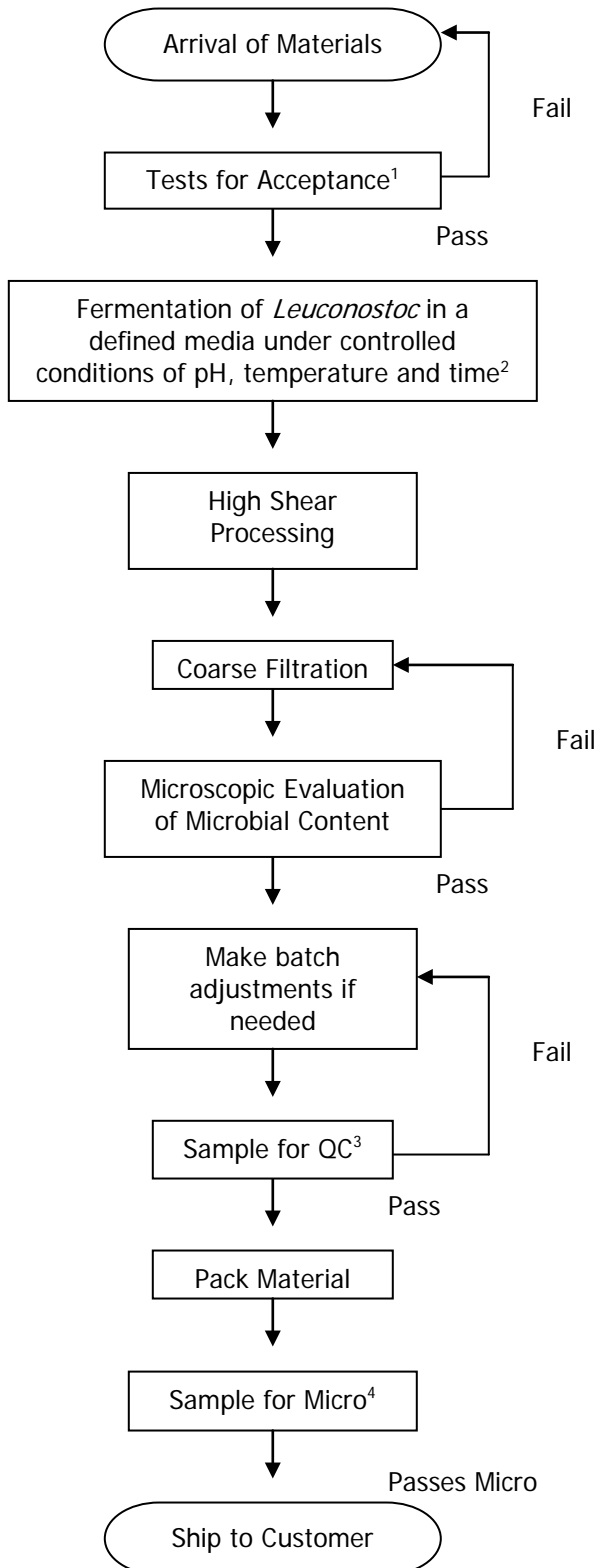 Arrival of Materials
Fail
Tests for Acceptance¹
Pass
Fermentation of Leuconostoc in a
defined media under controlled
conditions of pH, temperature and time²
High Shear
Processing
Coarse Filtration
Fail
Microscopic Evaluation
of Microbial Content
Pass
Make batch
adjustments if
needed
Fail
Sample for QC³
Pass
Pack Material
Sample for Micro⁴
Passes Micro
Ship to Customer